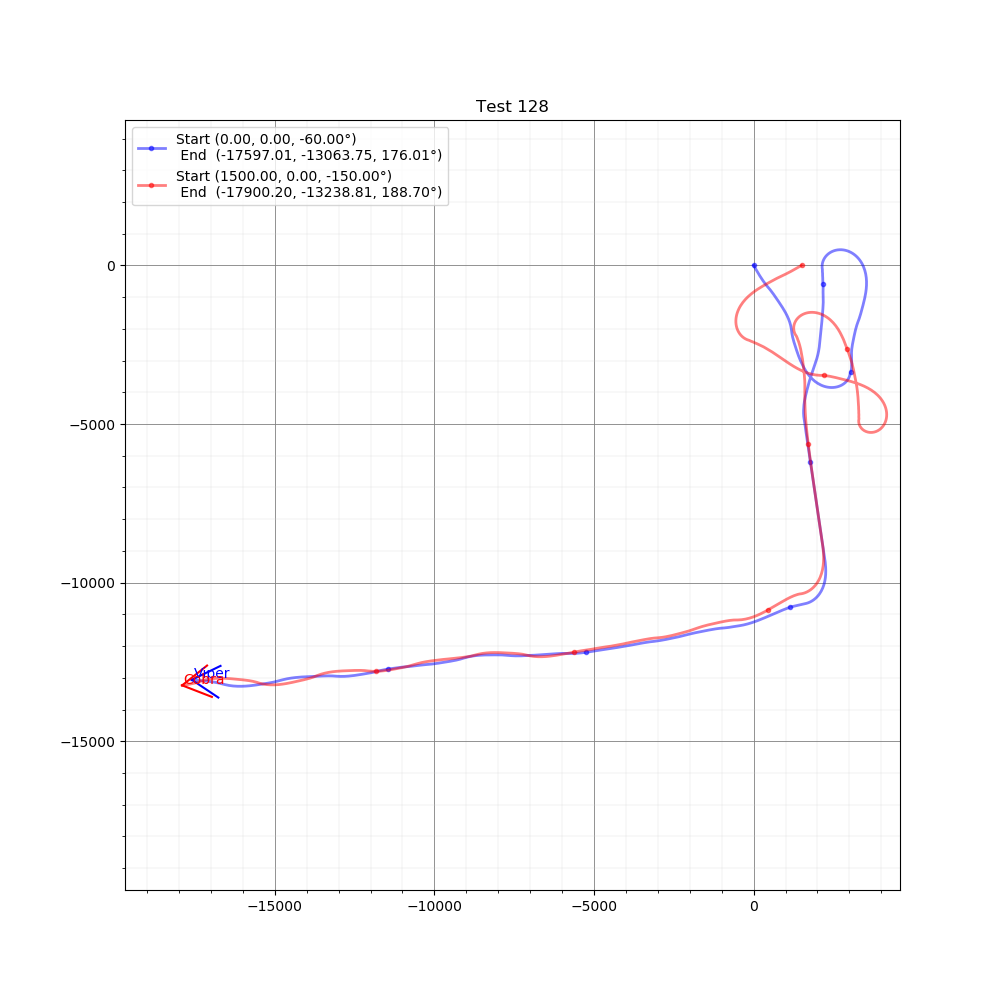 Test 128
Start (0.00, 0.00, -60.00°)
End (-17597.01, -13063.75, 176.01°)
Start (1500.00, 0.00, -150.00°)
End (-17900.20, -13238.81, 188.70°)
0
−5000
−10000
−15000
Viper
Cobra
−15000
−10000
−5000
0